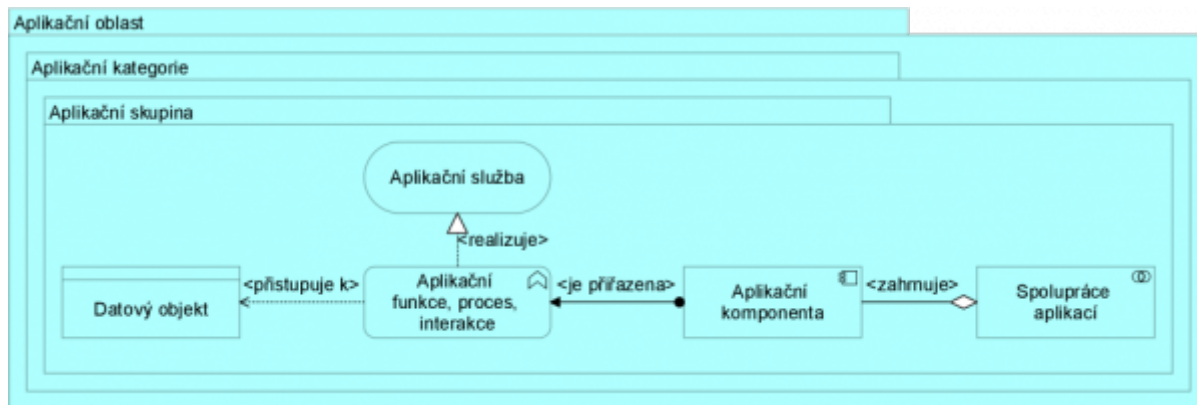 Aplikační oblast
Aplikační kategorie
Aplikační skupina
Aplikační služba
<realizuje>
Datový objekt
<přistupuje k>
Aplikační
funkce, proces,
interakce
<je přiřazena>
Aplikační
komponenta
<zahrnuje>
Spolupráce
aplikací